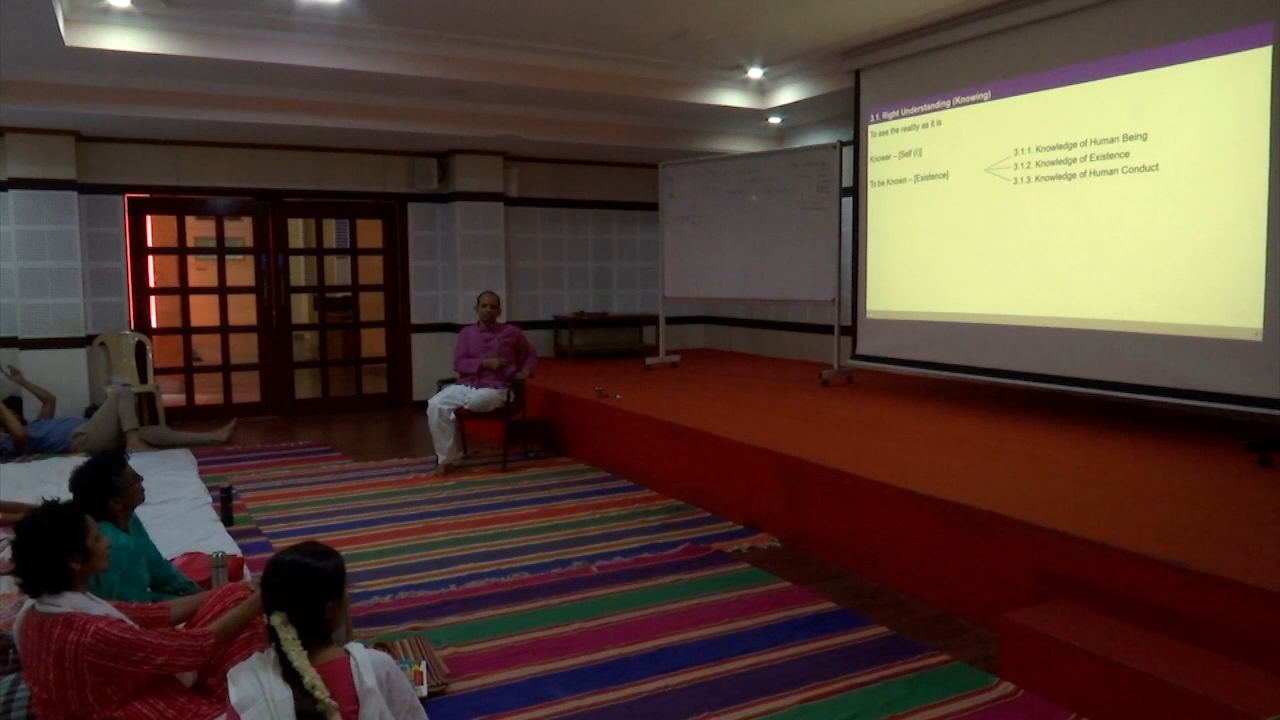 3.1. Right Understanding (Knowing)
To see the reality as it is
Knower – [Self (I)]
To be Known – [Existence]
3.1.1. Knowledge of Human Being
3.1.2. Knowledge of Existence
3.1.3. Knowledge of Human Conduct